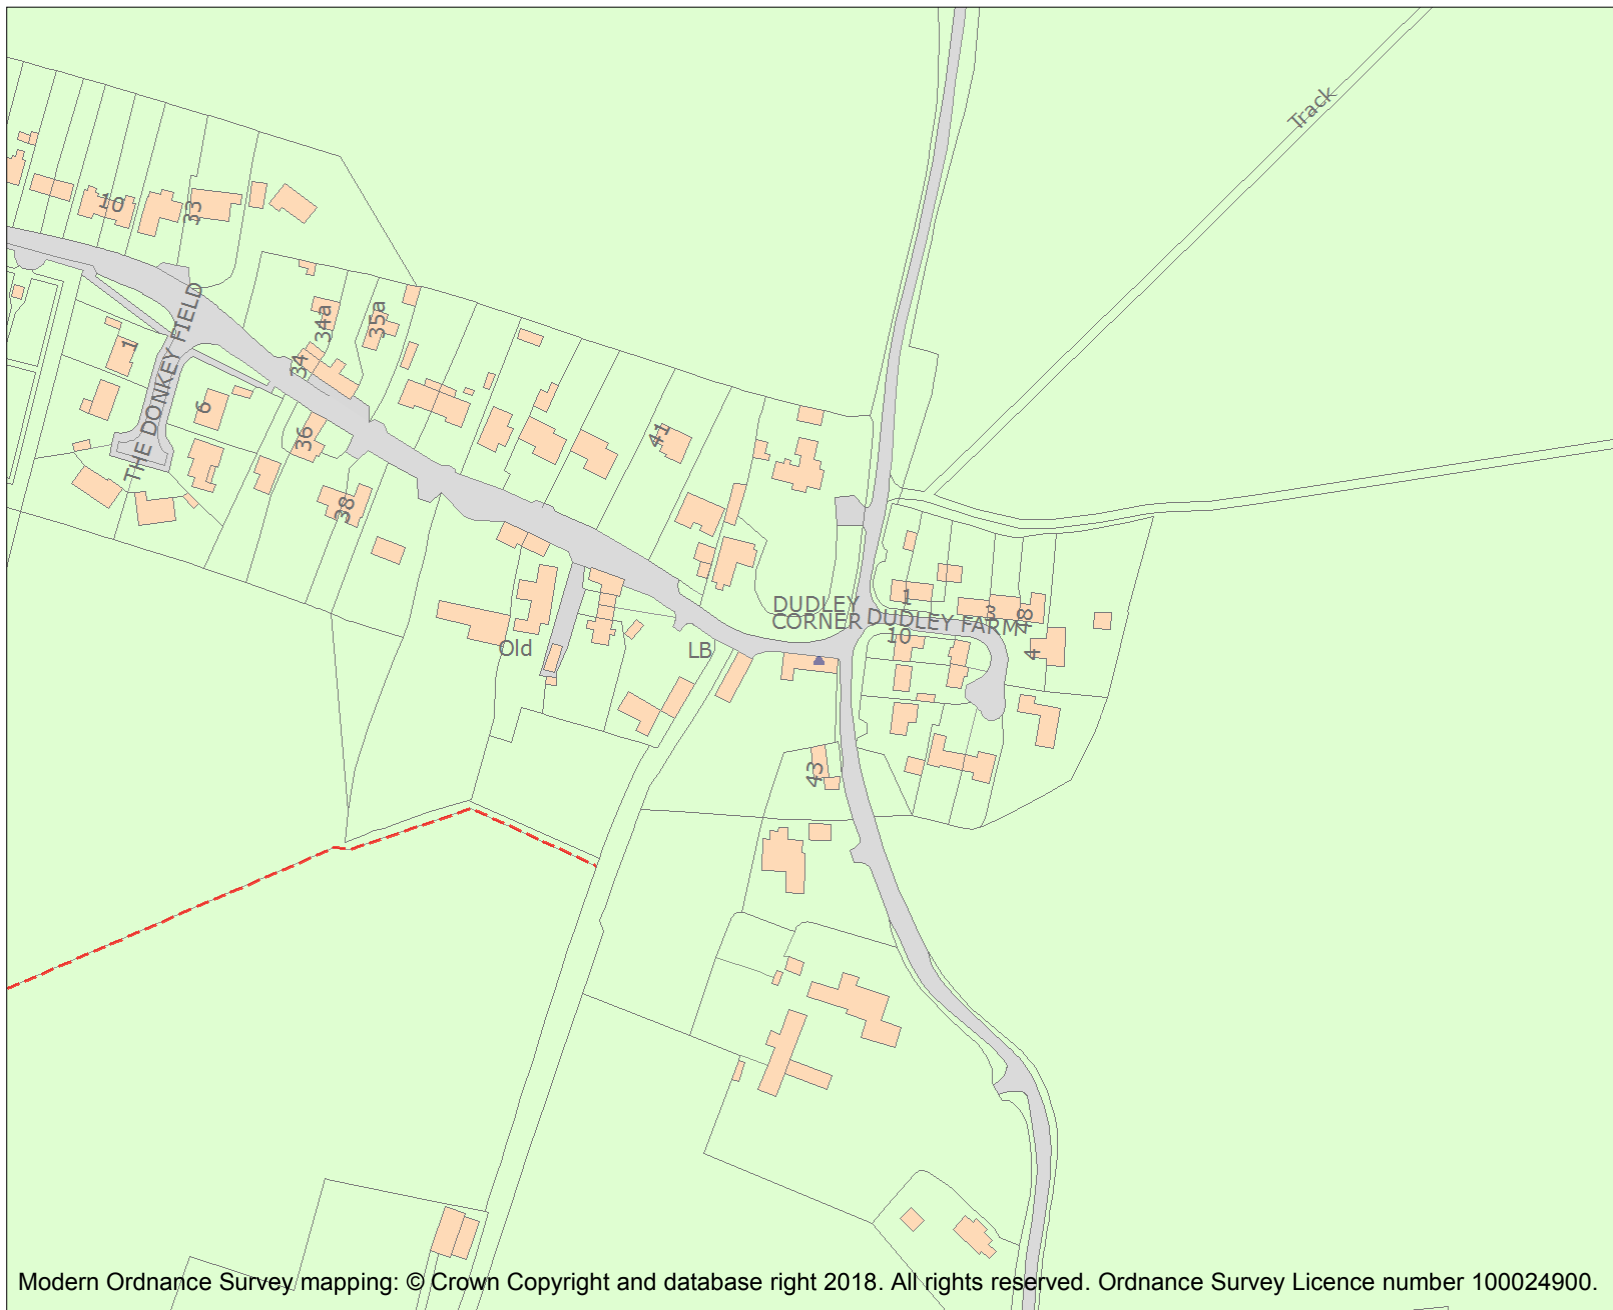 Track
10
33
THE DONKEY FIELD
34a
35a
1
34
6
36
41
38
DUDLEY
CORNER
1
DUDLEY FARM
3
48
10
4
Old
LB
43
Modern Ordnance Survey mapping: © Crown Copyright and database right 2018. All rights reserved. Ordnance Survey Licence number 100024900.